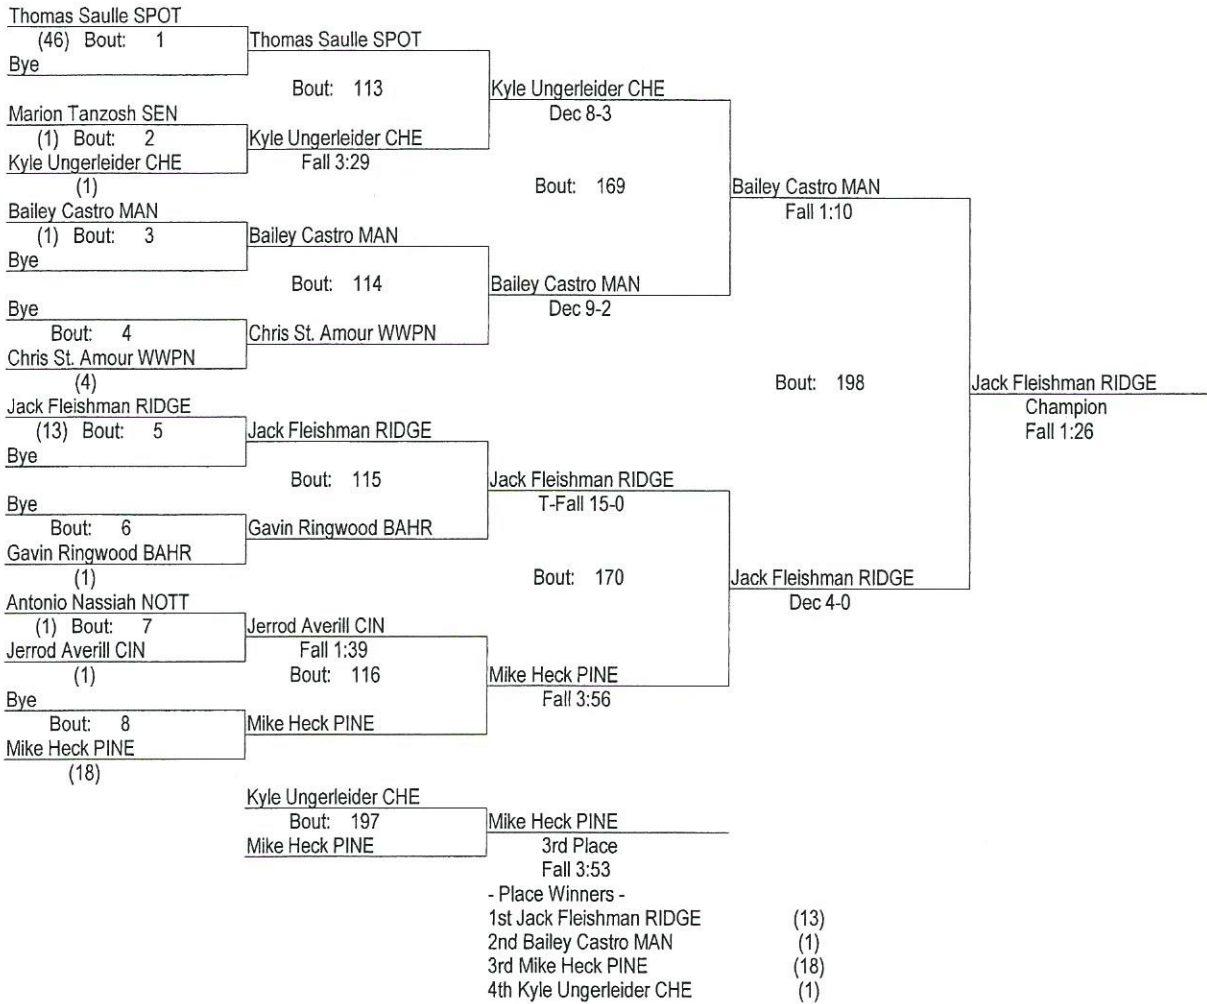 Thomas Saulle SPOT
(46) Bout: 1
Bye
Thomas Saulle SPOT
Bout: 113
Marion Tanzosh SEN
(1) Bout: 2
Kyle Ungerleider CHE
(1)
Kyle Ungerleider CHE
Fall 3:29
Kyle Ungerleider CHE
Dec 8-3
Bout: 169
Bailey Castro MAN
(1) Bout: 3
Bye
Bailey Castro MAN
Bout: 114
Bye
Bout: 4
Chris St. Amour WWPN
(4)
Chris St. Amour WWPN
Bailey Castro MAN
Dec 9-2
Bailey Castro MAN
Fall 1:10
Bout: 198
Jack Fleishman RIDGE
(13) Bout: 5
Bye
Jack Fleishman RIDGE
Bout: 115
Bye
Bout: 6
Gavin Ringwood BAHR
(1)
Gavin Ringwood BAHR
Jack Fleishman RIDGE
T-Fall 15-0
Bout: 170
Antonio Nassiah NOTT
(1) Bout: 7
Jerrod Averill CIN
(1)
Jerrod Averill CIN
Fall 1:39
Bout: 116
Bye
Bout: 8
Mike Heck PINE
(18)
Mike Heck PINE
Mike Heck PINE
Fall 3:56
Jack Fleishman RIDGE
Dec 4-0
Jack Fleishman RIDGE
Champion
Fall 1:26
Kyle Ungerleider CHE
Bout: 197
Mike Heck PINE
Mike Heck PINE
3rd Place
Fall 3:53
- Place Winners -
1st Jack Fleishman RIDGE (13)
2nd Bailey Castro MAN (1)
3rd Mike Heck PINE (18)
4th Kyle Ungerleider CHE (1)